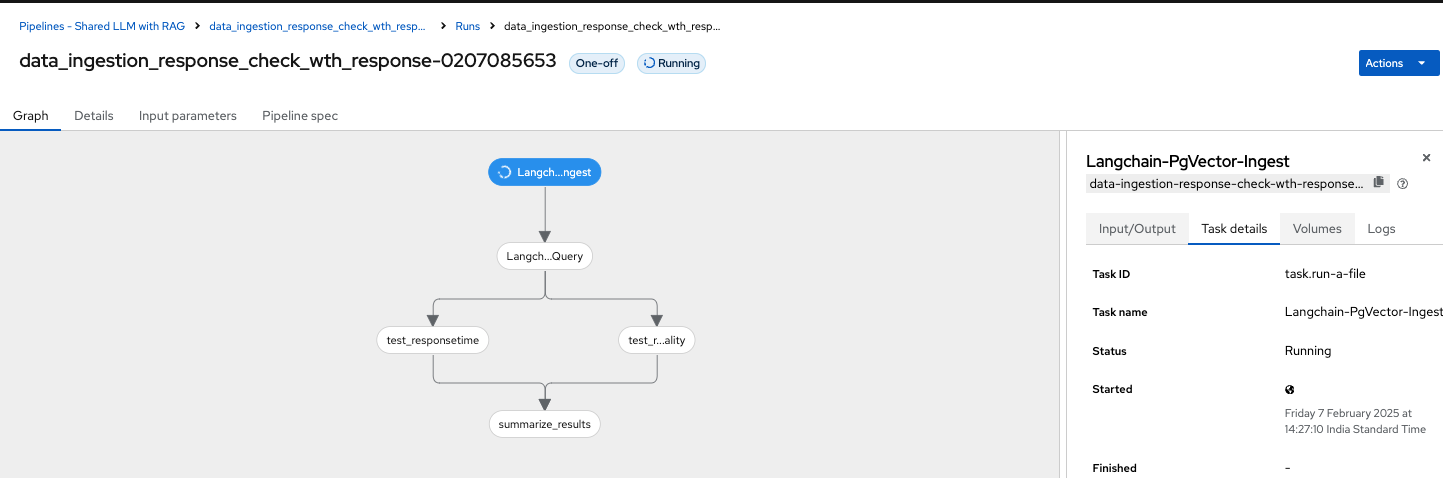 Pipelines - Shared LLM with RAG > data_ingestion_response_check_wth_resp... > Runs > data_ingestion_response_check_wth_resp...
data_ingestion_response_check_wth_response-0207085653 One-off Running
Actions
Graph Details Input parameters Pipeline spec
Langch...ngest
Langch...Query
test_responsetime
test_r...ality
summarize_results
Langchain-PgVector-Ingest
data-ingestion-response-check-wth-response...
Input/Output Task details Volumes Logs
Task ID task.run-a-file
Task name Langchain-PgVector-Ingest
Status Running
Started
Friday 7 February 2025 at
14:27:10 India Standard Time
Finished -